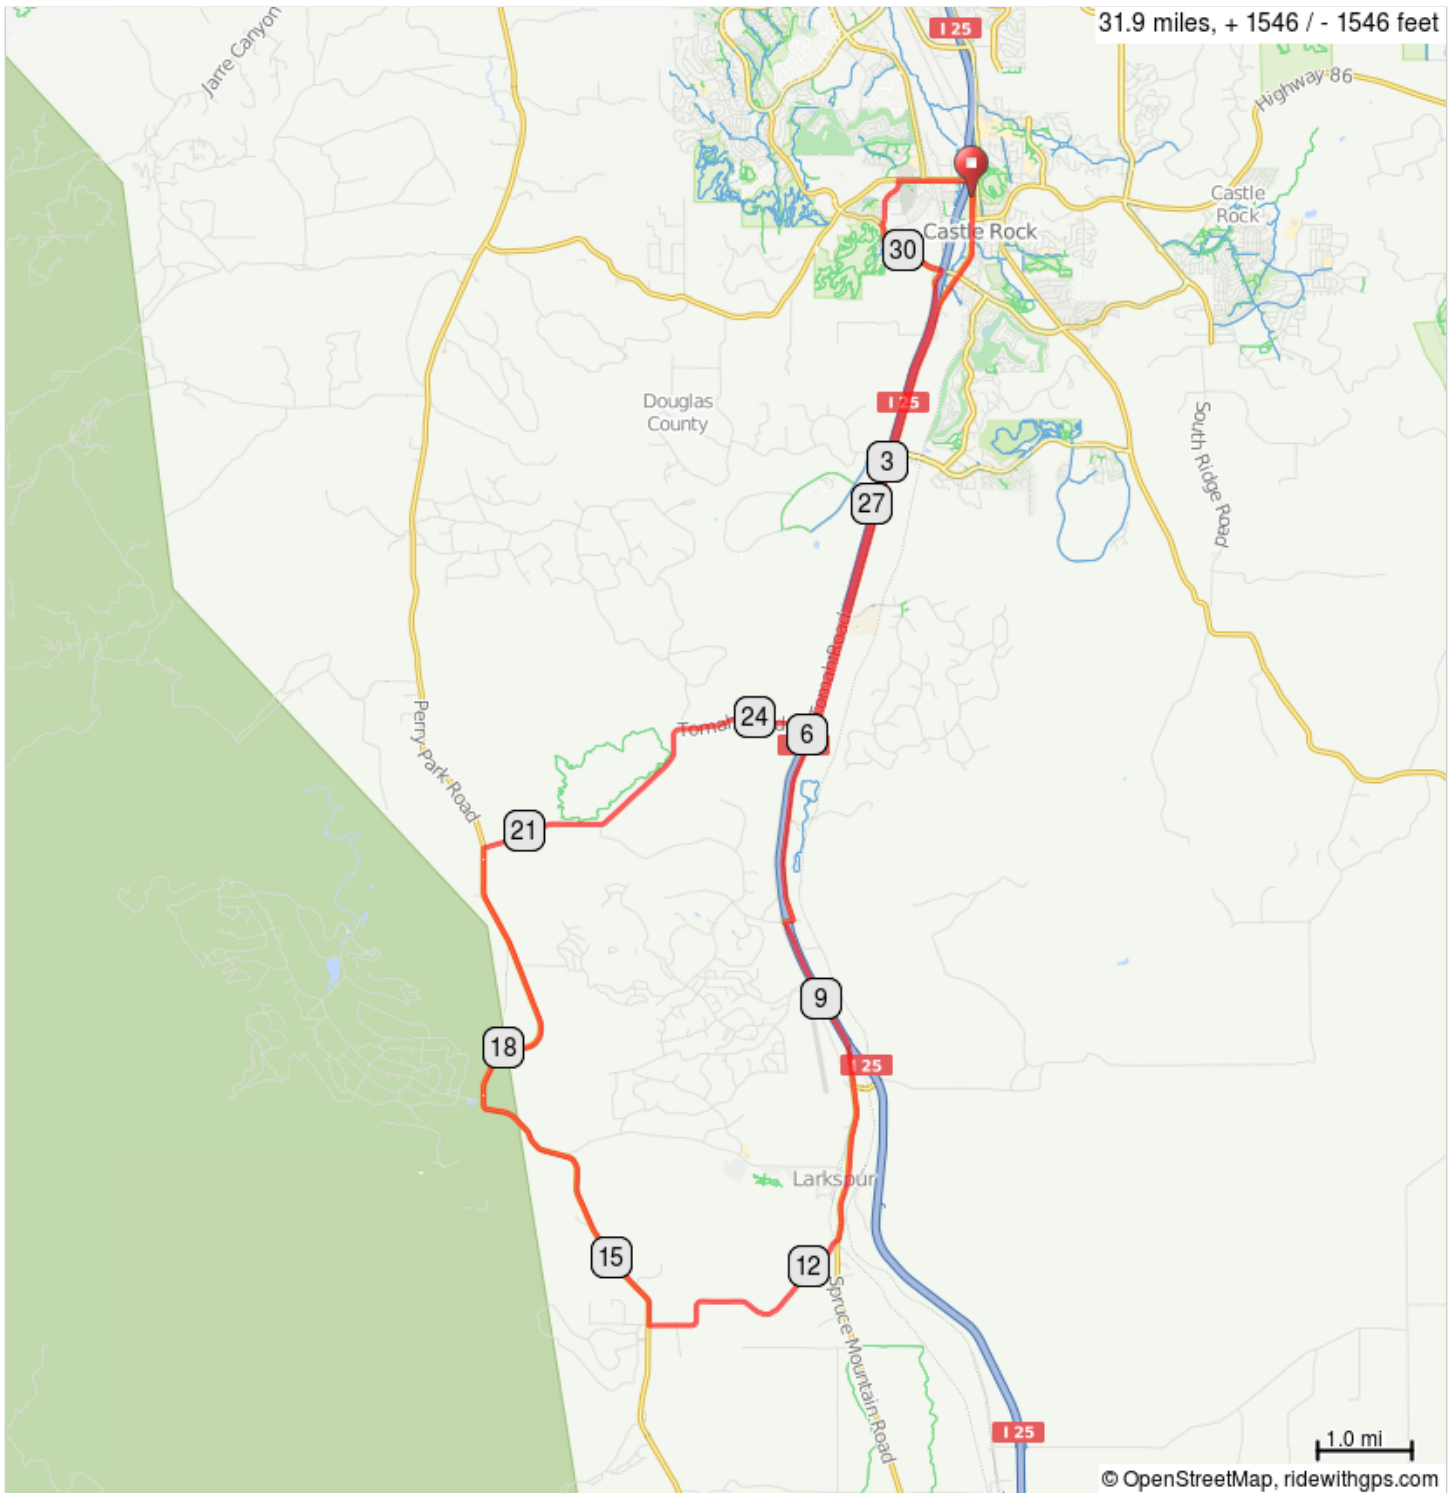 31.9 miles, + 1546 / - 1546 feet
I 25
Jarre Canyon
Highway 86
Castle
Rock
Castle Rock
30
Douglas
County
I 25
South Ridge Road
3
27
Tomah Road
24
6
Perry Park Road
21
9
18
I 25
Larkspur
15
12
Spruce Mountain Road
I 25
1.0 mi
© OpenStreetMap, ridewithgps.com